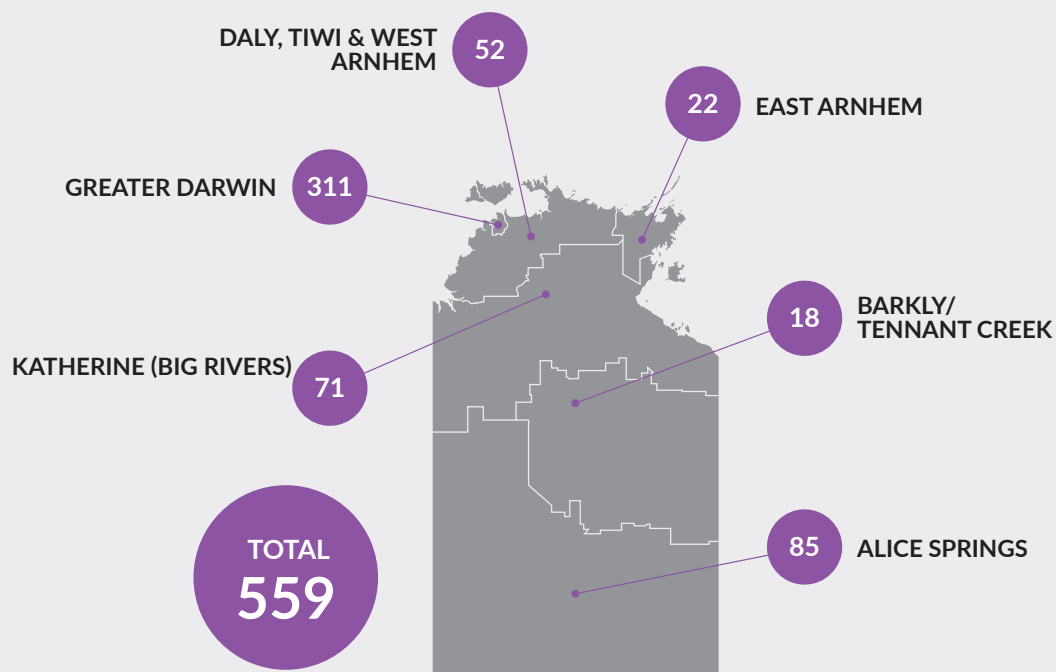 DALY, TIWI & WEST
ARNHEM
52
22
EAST ARNHEM
GREATER DARWIN
311
18
BARKLY/
TENNANT CREEK
KATHERINE (BIG RIVERS)
71
TOTAL
559
85
ALICE SPRINGS